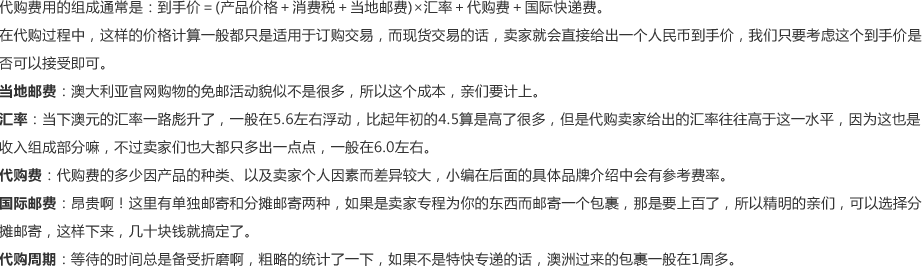 代购费用的组成通常是：到手价＝(产品价格＋消费税＋当地邮费)×汇率＋代购费＋国际快递费。
在代购过程中，这样的价格计算一般都只是适用于订购交易，而现货交易的话，卖家就会直接给出一个人民币到手价，我们只要考虑这个到手价是
否可以接受即可。
当地邮费：澳大利亚官网购物的免邮活动貌似不是很多，所以这个成本，亲们要计上。
汇率：当下澳元的汇率一路彪升了，一般在5.6左右浮动，比起年初的4.5算是高了很多，但是代购卖家给出的汇率往往高于这一水平，因为这也是
收入组成部分嘛，不过卖家们也大都只多出一点点，一般在6.0左右。
代购费：代购费的多少因产品的种类、以及卖家个人因素而差异较大，小编在后面的具体品牌介绍中会有参考费率。
国际邮费：昂贵啊！这里有单独邮寄和分摊邮寄两种，如果是卖家专程为你的东西而邮寄一个包裹，那是要上百了，所以精明的亲们，可以选择分
摊邮寄，这样下来，几十块钱就搞定了。
代购周期：等待的时间总是备受折磨啊，粗略的统计了一下，如果不是特快专递的话，澳洲过来的包裹一般在1周多。